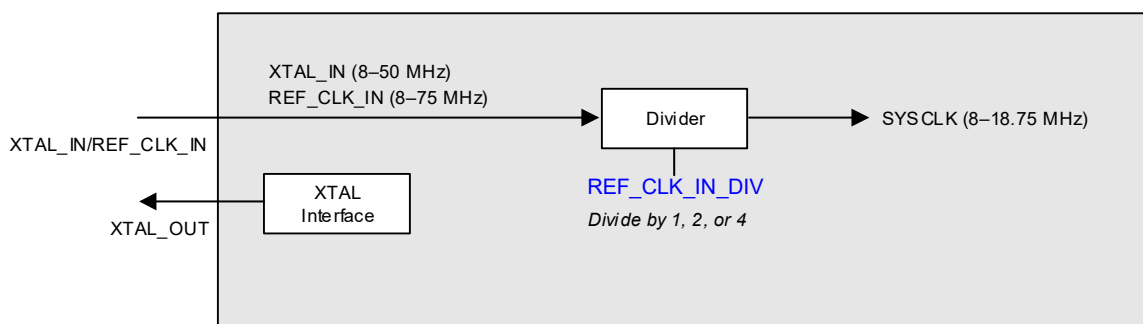 XTAL_IN (8–50 MHz)
REF_CLK_IN (8–75 MHz)
Divider
SYSCLK (8–18.75 MHz)
XTAL_IN/REF_CLK_IN
REF_CLK_IN_DIV
XTAL
Interface
Divide by 1, 2, or 4
XTAL_OUT